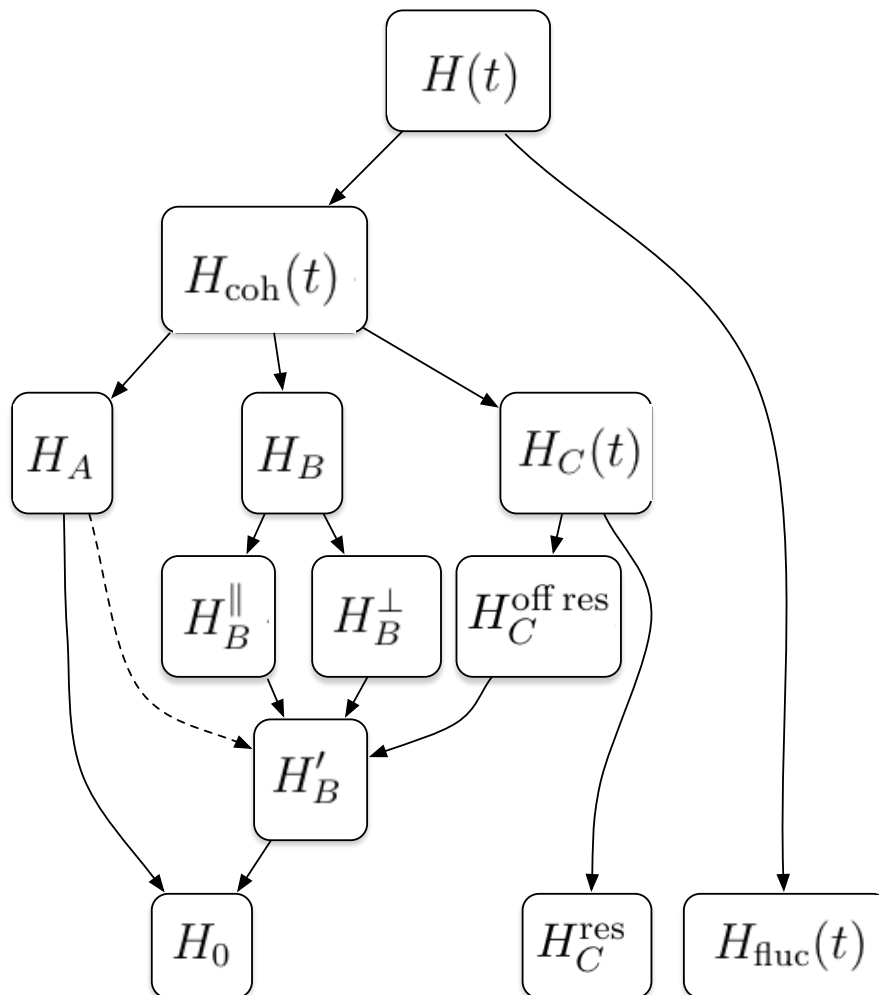 H(t)
H_coh(t)
H_A
H_B
H_C(t)
H_B^∥
H_B^⊥
H_C^off res
H′_B
H_0
H_C^res
H_fluc(t)